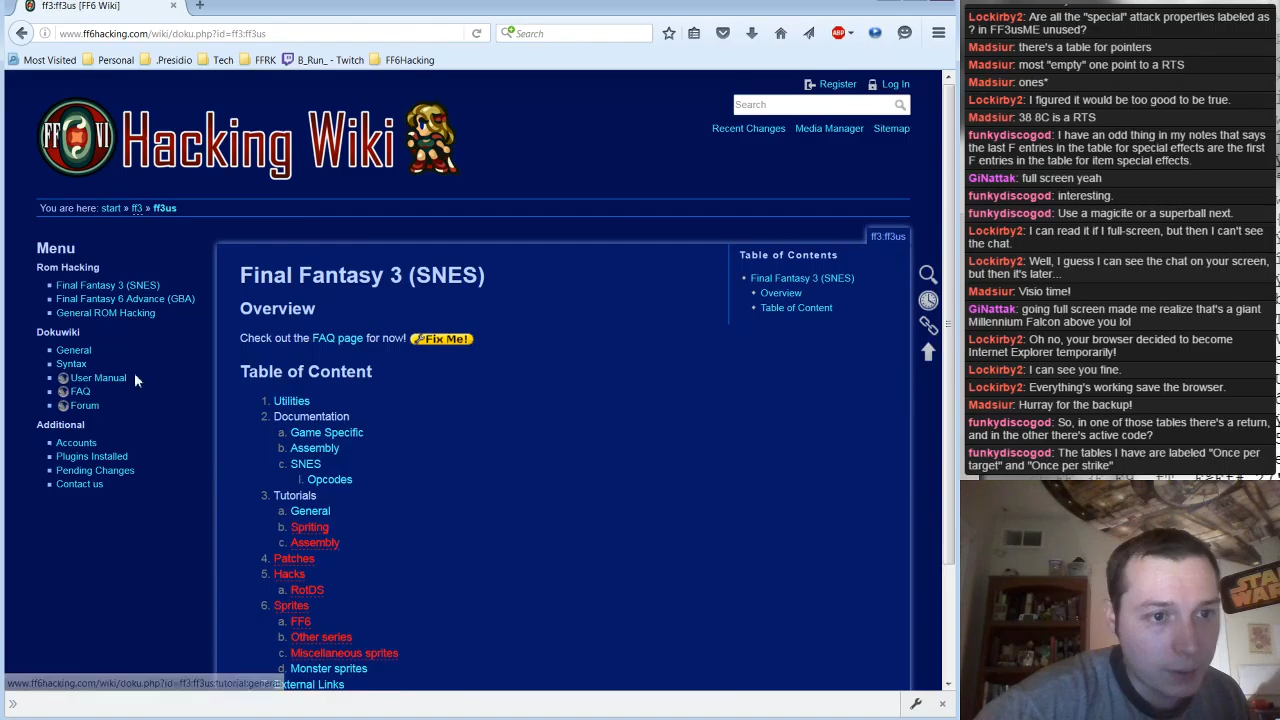 ff3:ff3us [FF6 Wiki]
www.ff6hacking.com/wiki/doku.php?id=ff3:ff3us
Search
Most Visited
Personal
.Presidio
Tech
FFRK
B_Run_ - Twitch
FF6Hacking
Register
Log In
FF VI
Hacking Wiki
Search
Recent Changes
Media Manager
Sitemap
You are here: start » ff3 » ff3us
Menu
Rom Hacking
Final Fantasy 3 (SNES)
Final Fantasy 6 Advance (GBA)
General ROM Hacking
Dokuwiki
General
Syntax
User Manual
FAQ
Forum
Additional
Accounts
Plugins Installed
Pending Changes
Contact us
ff3:ff3us
Final Fantasy 3 (SNES)
Overview
Check out the FAQ page for now! Fix Me!
Table of Content
1. Utilities
2. Documentation
a. Game Specific
b. Assembly
c. SNES
I. Opcodes
3. Tutorials
a. General
b. Spriting
c. Assembly
4. Patches
5. Hacks
a. RotDS
6. Sprites
a. FF6
b. Other series
c. Miscellaneous sprites
d. Monster sprites
External Links
Table of Contents
Final Fantasy 3 (SNES)
Overview
Table of Content
www.ff6hacking.com/wiki/doku.php?id=ff3:ff3us:tutorial:general
Lockirby2: Are all the "special" attack properties labeled as
? in FF3usME unused?
Madsiur: there's a table for pointers
Madsiur: most "empty" one point to a RTS
Madsiur: ones*
Lockirby2: I figured it would be too good to be true.
Madsiur: 38 8C is a RTS
funkydiscogod: I have an odd thing in my notes that says
the last F entries in the table for special effects are the first
F entries in the table for item special effects.
GiNattak: full screen yeah
funkydiscogod: interesting.
funkydiscogod: Use a magicite or a superball next.
Lockirby2: I can read it if I full-screen, but then I can't see
the chat.
Lockirby2: Well, I guess I can see the chat on your screen,
but then it's later...
Madsiur: Visio time!
GiNattak: going full screen made me realize that's a giant
Millennium Falcon above you lol
Lockirby2: Oh no, your browser decided to become
Internet Explorer temporarily!
Lockirby2: I can see you fine.
Lockirby2: Everything's working save the browser.
Madsiur: Hurray for the backup!
funkydiscogod: So, in one of those tables there's a return,
and in the other there's active code?
funkydiscogod: The tables I have are labeled "Once per
target" and "Once per strike"
STAR
WARS